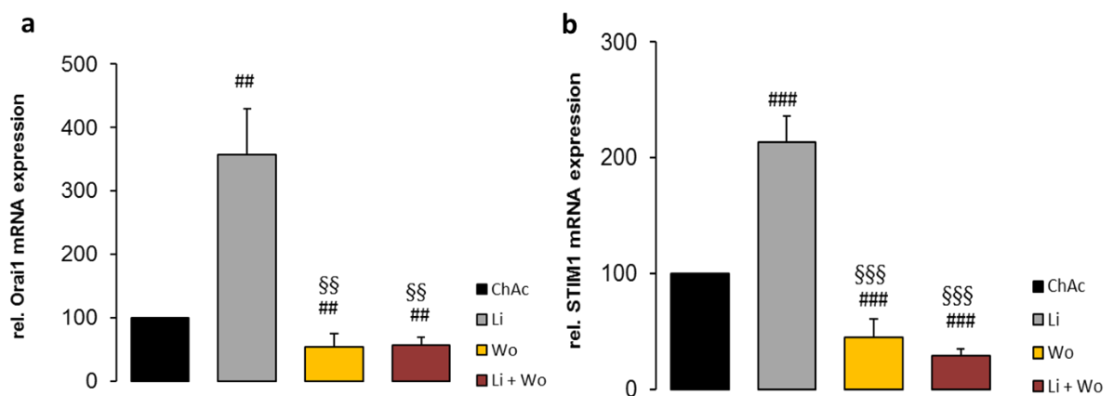 a
rel. Orai1 mRNA expression
500
400
300
200
100
0
##
§§
##
§§
##
ChAc
Li
Wo
Li + Wo
b
rel. STIM1 mRNA expression
300
200
100
0
###
§§§
###
§§§
###
ChAc
Li
Wo
Li + Wo